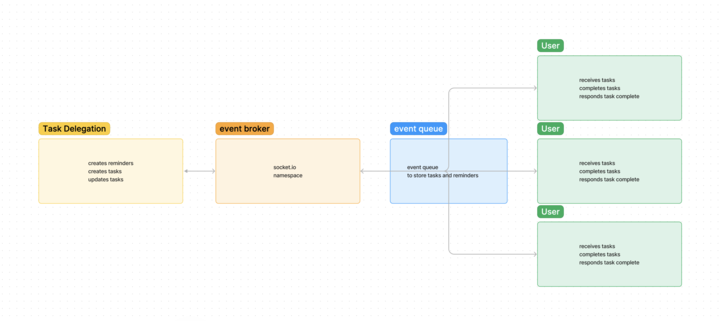 Task Delegation
creates reminders
creates tasks
updates tasks
event broker
socket.io
namespace
event queue
event queue
to store tasks and reminders
User
receives tasks
completes tasks
responds task complete
User
receives tasks
completes tasks
responds task complete
User
receives tasks
completes tasks
responds task complete